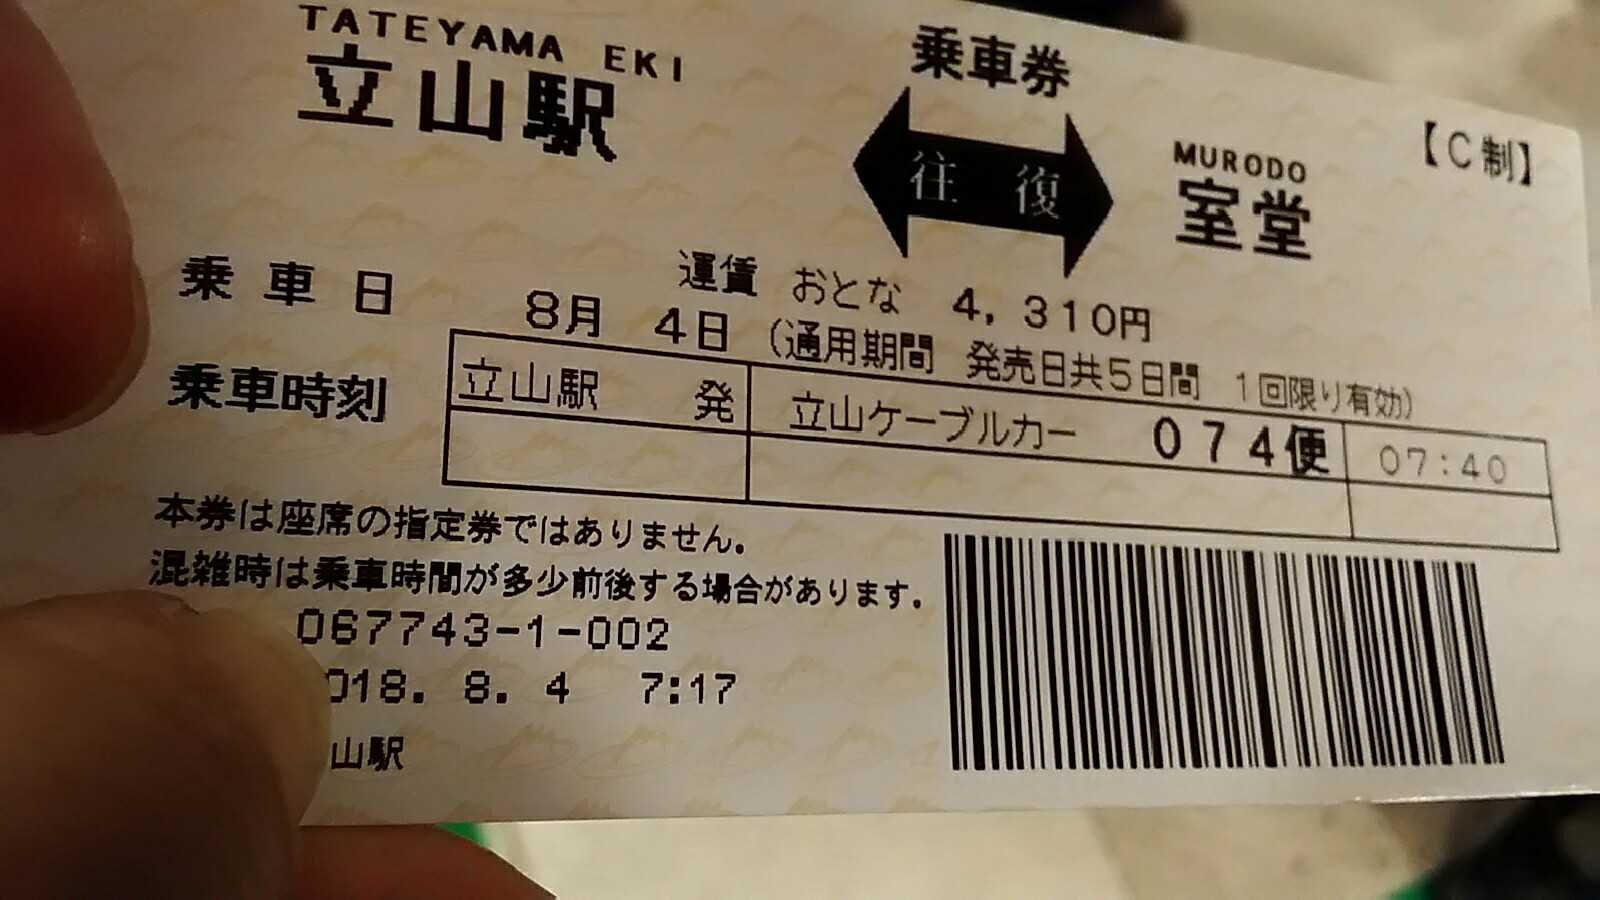 TATEYAMA EKI
立山駅
乗車券
往復
MURODO
室堂
【C制】
運賃 おとな 4,310円
乗車日 8月 4日 (通用期間 発売日共5日間 1回限り有効)
乗車時刻 立山駅 発 立山ケーブルカー 074便 07:40
本券は座席の指定券ではありません。
混雑時は乗車時間が多少前後する場合があります。
067743-1-002
018. 8. 4 7:17
山駅